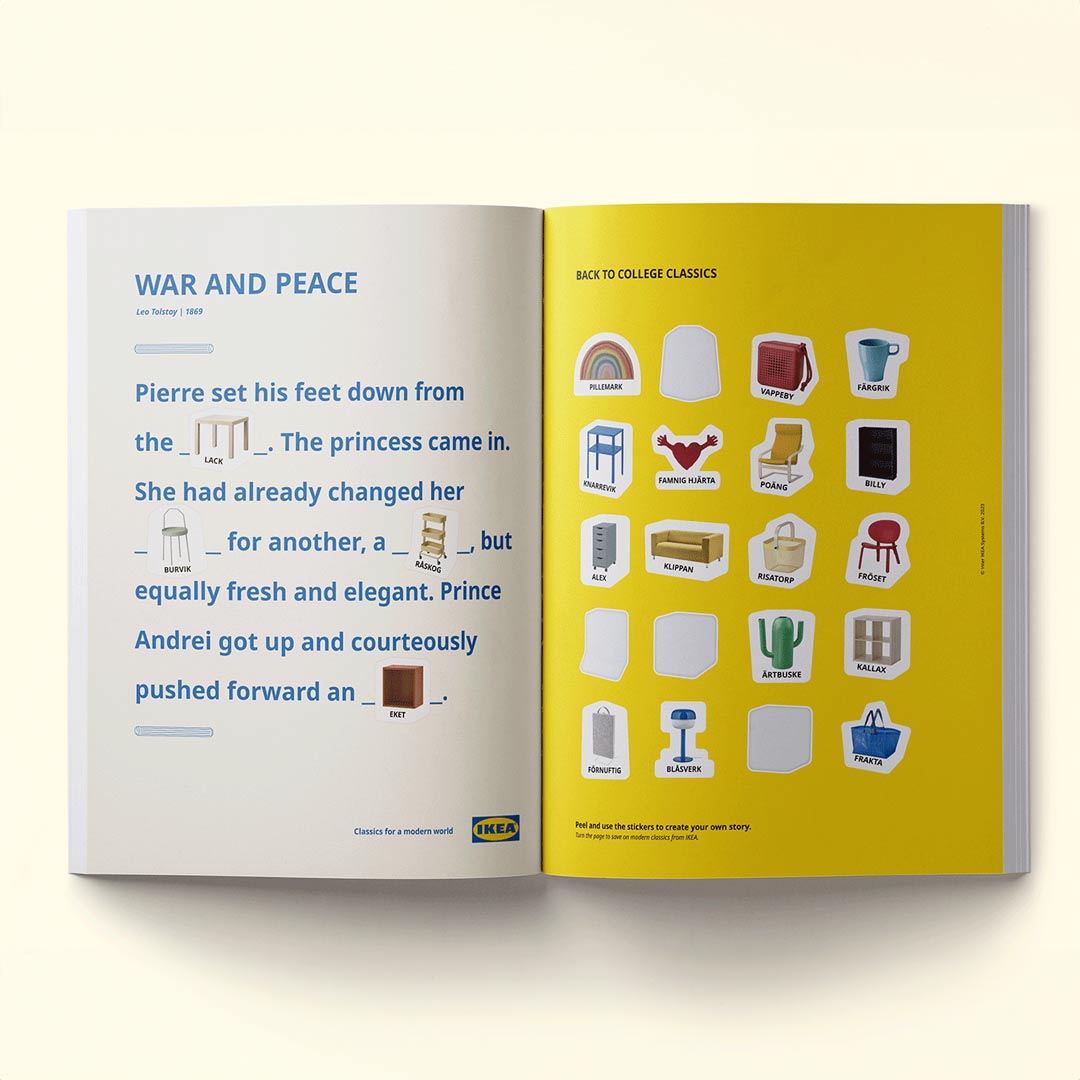 WAR AND PEACE
Leo Tolstoy | 1869
Pierre set his feet down from
the _ LACK _. The princess came in.
She had already changed her
_ BURVIK _ for another, a _ RÅSKOG _, but
equally fresh and elegant. Prince
Andrei got up and courteously
pushed forward an _ EKET _.
Classics for a modern world IKEA
BACK TO COLLEGE CLASSICS
PILLEMARK VAPPEBY FÄRGRIK
KNARREVIK FAMNIG HJÄRTA POÄNG BILLY
ALEX KLIPPAN RISATORP FRÖSET
ÄRTBUSKE KALLAX
FÖRNUFTIG BLÅSVERK FRAKTA
Peel and use the stickers to create your own story.
Turn the page to save on modern classics from IKEA.
© Inter IKEA Systems B.V. 2023